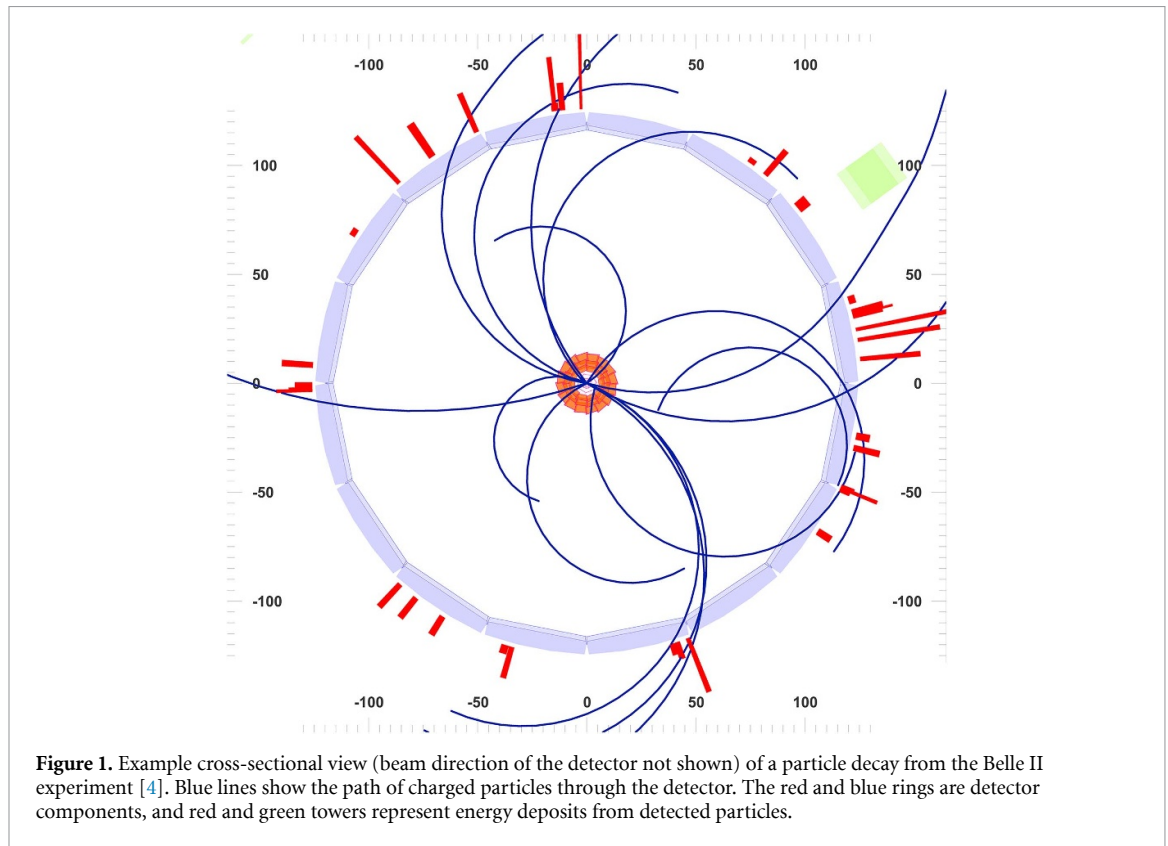 -100 -50 0 50 100
100 100
50 50
0 0
-50 -50
-100 -100
-100 -50 0 50 100
Figure 1. Example cross-sectional view (beam direction of the detector not shown) of a particle decay from the Belle II
experiment [4]. Blue lines show the path of charged particles through the detector. The red and blue rings are detector
components, and red and green towers represent energy deposits from detected particles.